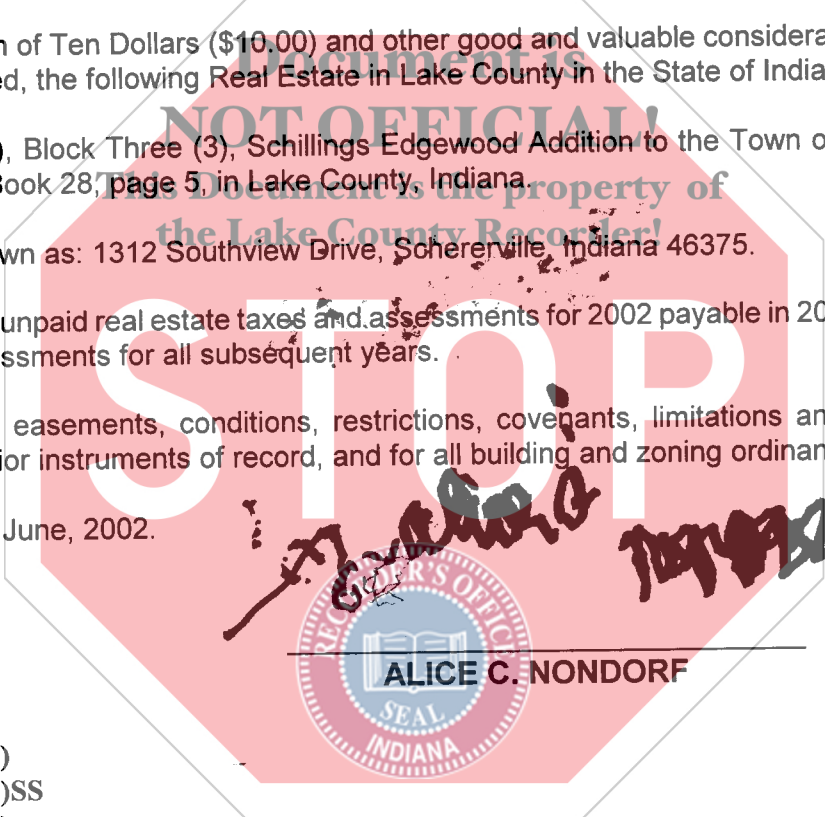 n of Ten Dollars ($10.00) and other good and valuable considera
Document is
ed, the following Real Estate in Lake County in the State of India
NOT OFFICIAL!
), Block Three (3), Schillings Edgewood Addition to the Town o
Book 28, page 5, in Lake County, Indiana.
This Document is the property of
the Lake County Recorder!
wn as: 1312 Southview Drive, Schererville, Indiana 46375.
unpaid real estate taxes and assessments for 2002 payable in 20
ssments for all subsequent years.
STOP
easements, conditions, restrictions, covenants, limitations an
ior instruments of record, and for all building and zoning ordinan
June, 2002.
RECORDER'S OFFICE
ALICE C. NONDORF
SEAL
INDIANA
)
)SS